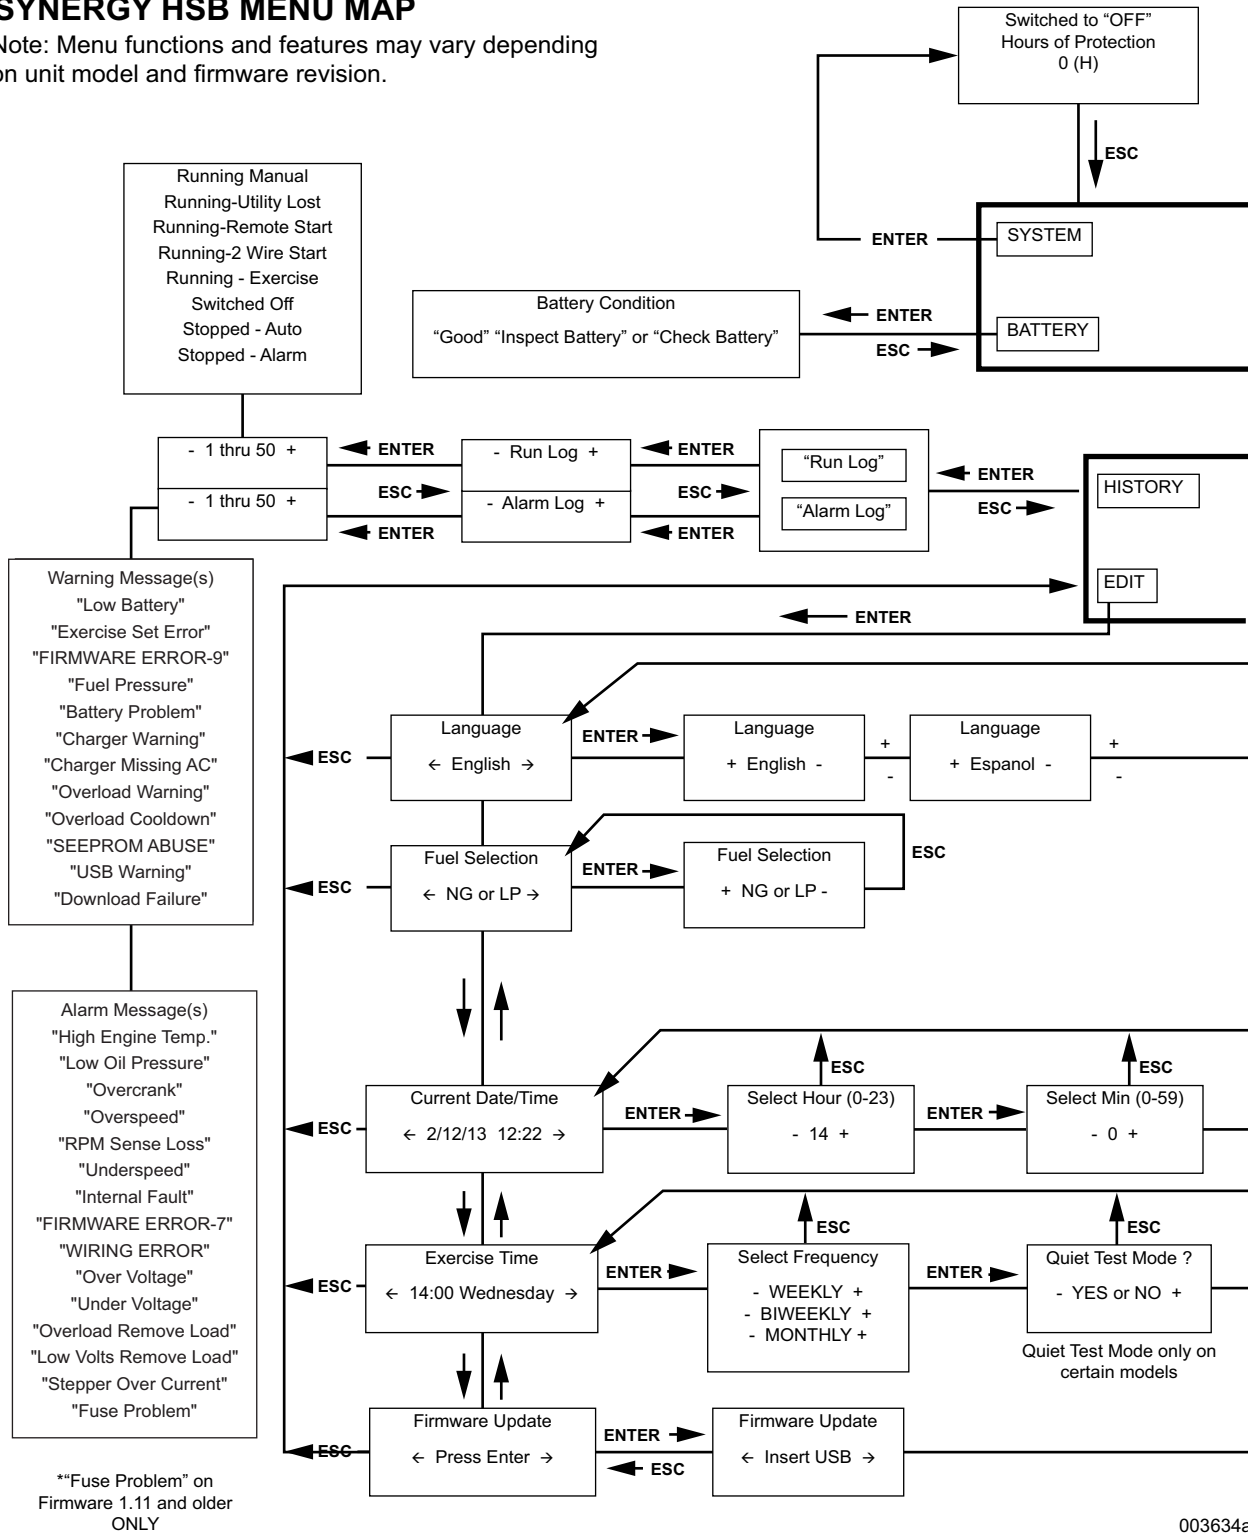 SYNERGY HSB MENU MAP
Note: Menu functions and features may vary depending
on unit model and firmware revision.
Switched to “OFF”
Hours of Protection
0 (H)
ESC
Running Manual
Running-Utility Lost
Running-Remote Start
Running-2 Wire Start
Running - Exercise
Switched Off
Stopped - Auto
Stopped - Alarm
ENTER
SYSTEM
Battery Condition
“Good” “Inspect Battery” or “Check Battery”
ENTER
ESC
BATTERY
- 1 thru 50 +
ENTER
- Run Log +
ENTER
“Run Log”
ENTER
HISTORY
ESC
ESC
ESC
- 1 thru 50 +
- Alarm Log +
“Alarm Log”
ENTER
ENTER
Warning Message(s)
"Low Battery"
"Exercise Set Error"
"FIRMWARE ERROR-9"
"Fuel Pressure"
"Battery Problem"
"Charger Warning"
"Charger Missing AC"
"Overload Warning"
"Overload Cooldown"
"SEEPROM ABUSE"
"USB Warning"
"Download Failure"
EDIT
ENTER
ESC
Language
← English →
ENTER
Language
+ English -
+
-
Language
+ Espanol -
+
-
ESC
Fuel Selection
← NG or LP →
ENTER
Fuel Selection
+ NG or LP -
ESC
Alarm Message(s)
"High Engine Temp."
"Low Oil Pressure"
"Overcrank"
"Overspeed"
"RPM Sense Loss"
"Underspeed"
"Internal Fault"
"FIRMWARE ERROR-7"
"WIRING ERROR"
"Over Voltage"
"Under Voltage"
"Overload Remove Load"
"Low Volts Remove Load"
"Stepper Over Current"
"Fuse Problem"
ESC
ESC
ESC
Current Date/Time
← 2/12/13 12:22 →
ENTER
Select Hour (0-23)
- 14 +
ENTER
Select Min (0-59)
- 0 +
ESC
ESC
ESC
Exercise Time
← 14:00 Wednesday →
ENTER
Select Frequency
- WEEKLY +
- BIWEEKLY +
- MONTHLY +
ENTER
Quiet Test Mode ?
- YES or NO +
Quiet Test Mode only on
certain models
ESC
Firmware Update
← Press Enter →
ENTER
ESC
Firmware Update
← Insert USB →
*“Fuse Problem” on
Firmware 1.11 and older
ONLY
003634a